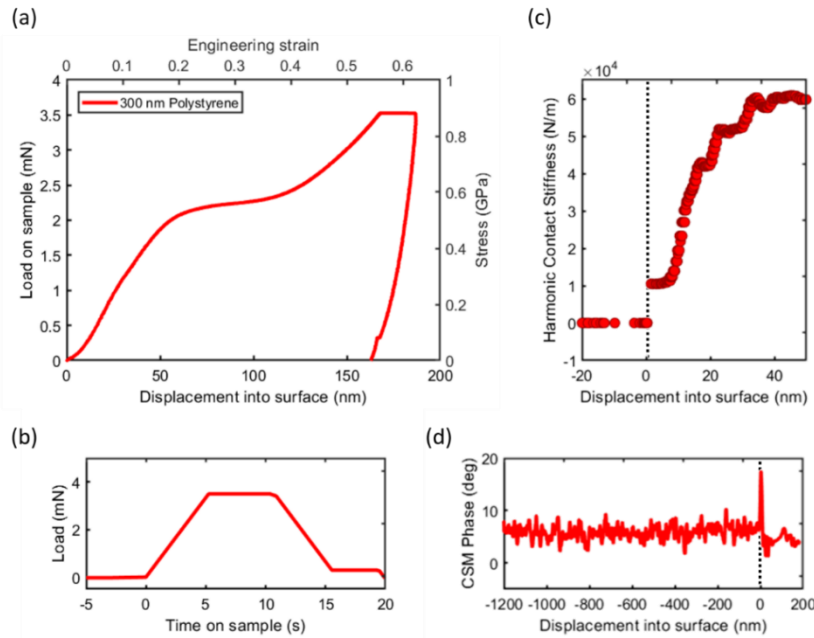 (a)
Engineering strain
0 0.1 0.2 0.3 0.4 0.5 0.6
4 3.5 3 2.5 2 1.5 1 0.5 0
Load on sample (mN)
300 nm Polystyrene
1 0.8 0.6 0.4 0.2 0
Stress (GPa)
0 50 100 150 200
Displacement into surface (nm)
(c)
× 10⁴
6 5 4 3 2 1 0 -1
Harmonic Contact Stiffness (N/m)
-20 0 20 40
Displacement into surface (nm)
(b)
4 2 0
Load (mN)
-5 0 5 10 15 20
Time on sample (s)
(d)
20 10 0
CSM Phase (deg)
-1200 -1000 -800 -600 -400 -200 0 200
Displacement into surface (nm)